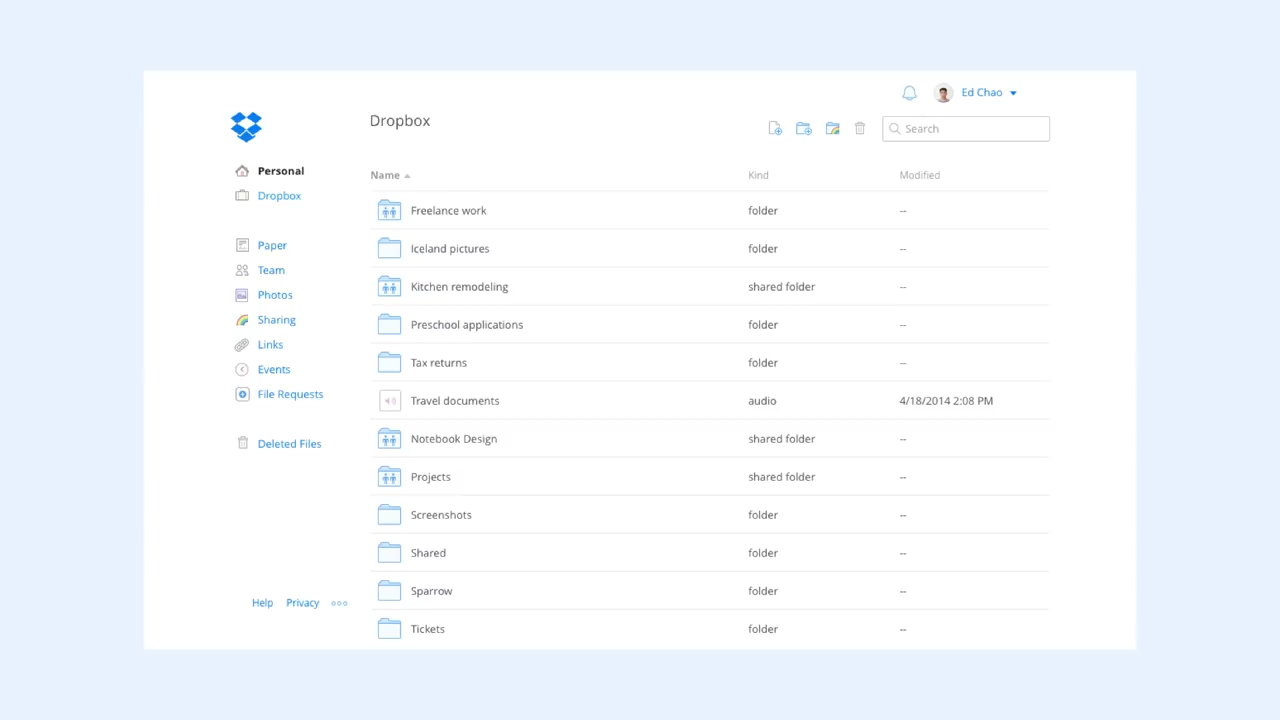 Ed Chao
Dropbox
Search
Personal
Dropbox
Paper
Team
Photos
Sharing
Links
Events
File Requests
Deleted Files
Help Privacy
Name Kind Modified
Freelance work folder --
Iceland pictures folder --
Kitchen remodeling shared folder --
Preschool applications folder --
Tax returns folder --
Travel documents audio 4/18/2014 2:08 PM
Notebook Design shared folder --
Projects shared folder --
Screenshots folder --
Shared folder --
Sparrow folder --
Tickets folder --